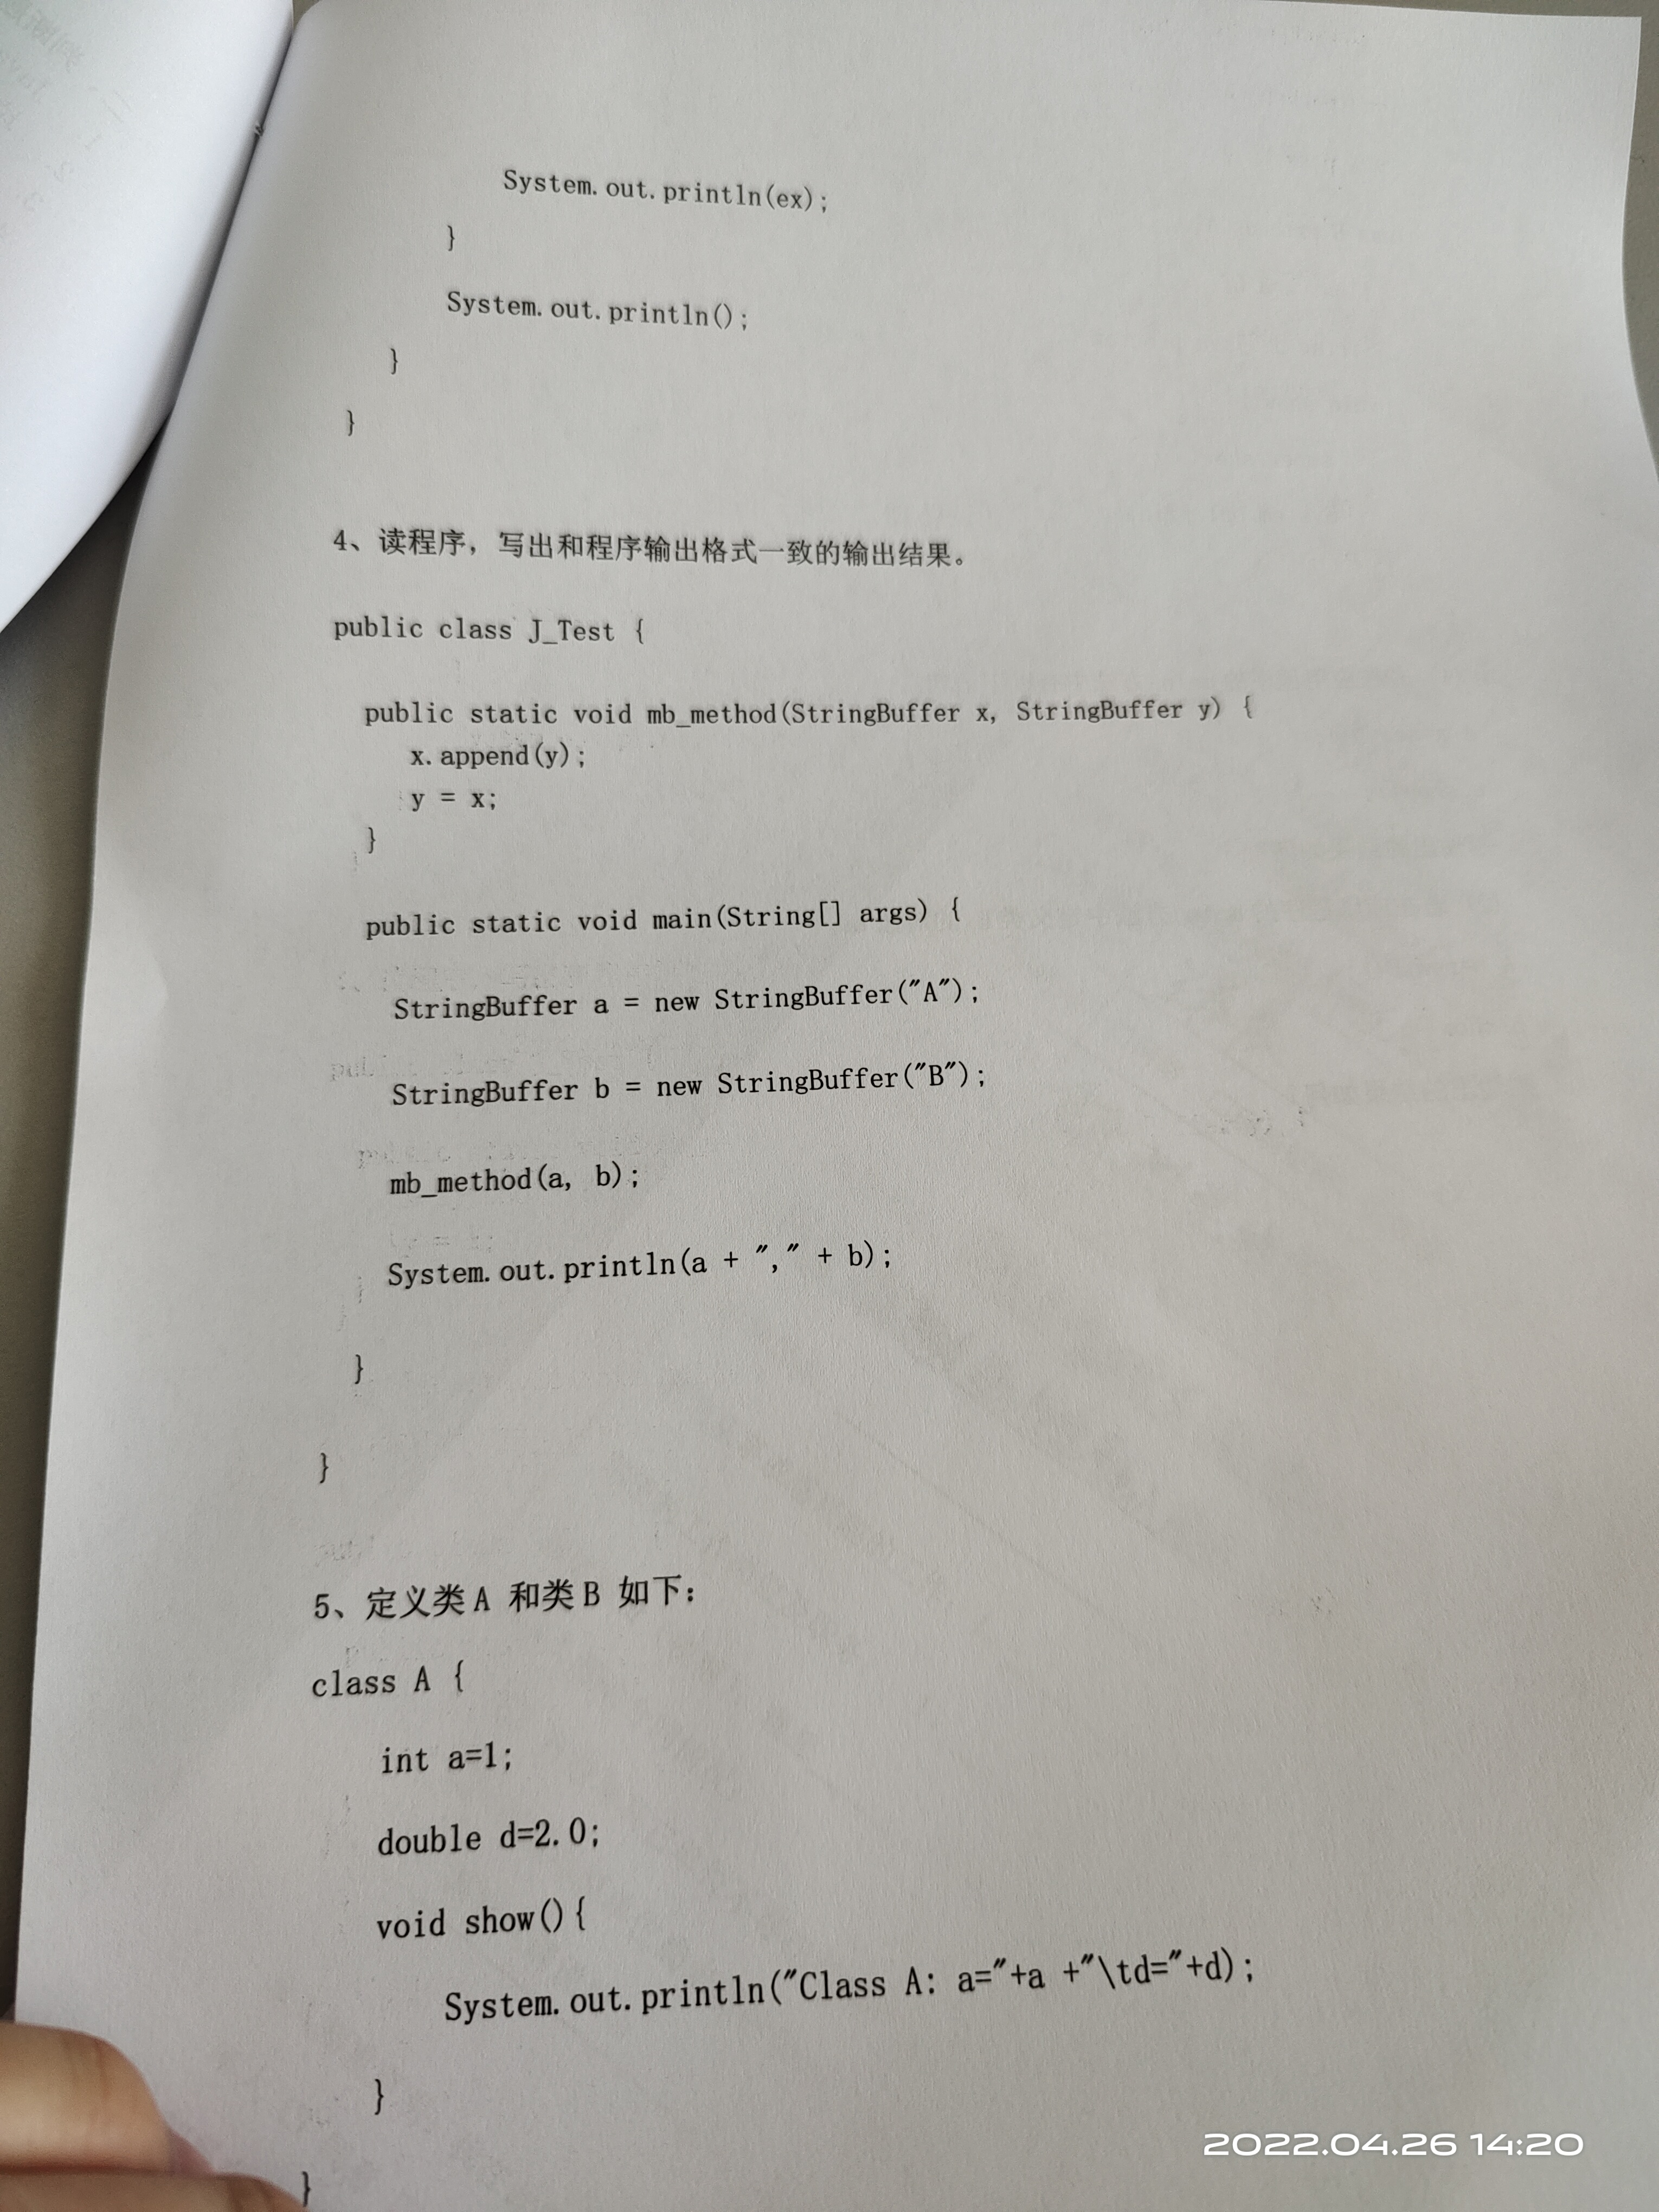 System.out.println(ex);
}
System.out.println();
}
}
4、读程序，写出和程序输出格式一致的输出结果。
public class J_Test {
public static void mb_method(StringBuffer x, StringBuffer y) {
x.append(y);
y = x;
}
public static void main(String[] args) {
StringBuffer a = new StringBuffer("A");
StringBuffer b = new StringBuffer("B");
mb_method(a, b);
System.out.println(a + "," + b);
}
}
5、定义类A 和类B 如下：
class A {
int a=1;
double d=2.0;
void show(){
System.out.println("Class A: a="+a +"\td="+d);
}
}
2022.04.26 14:20